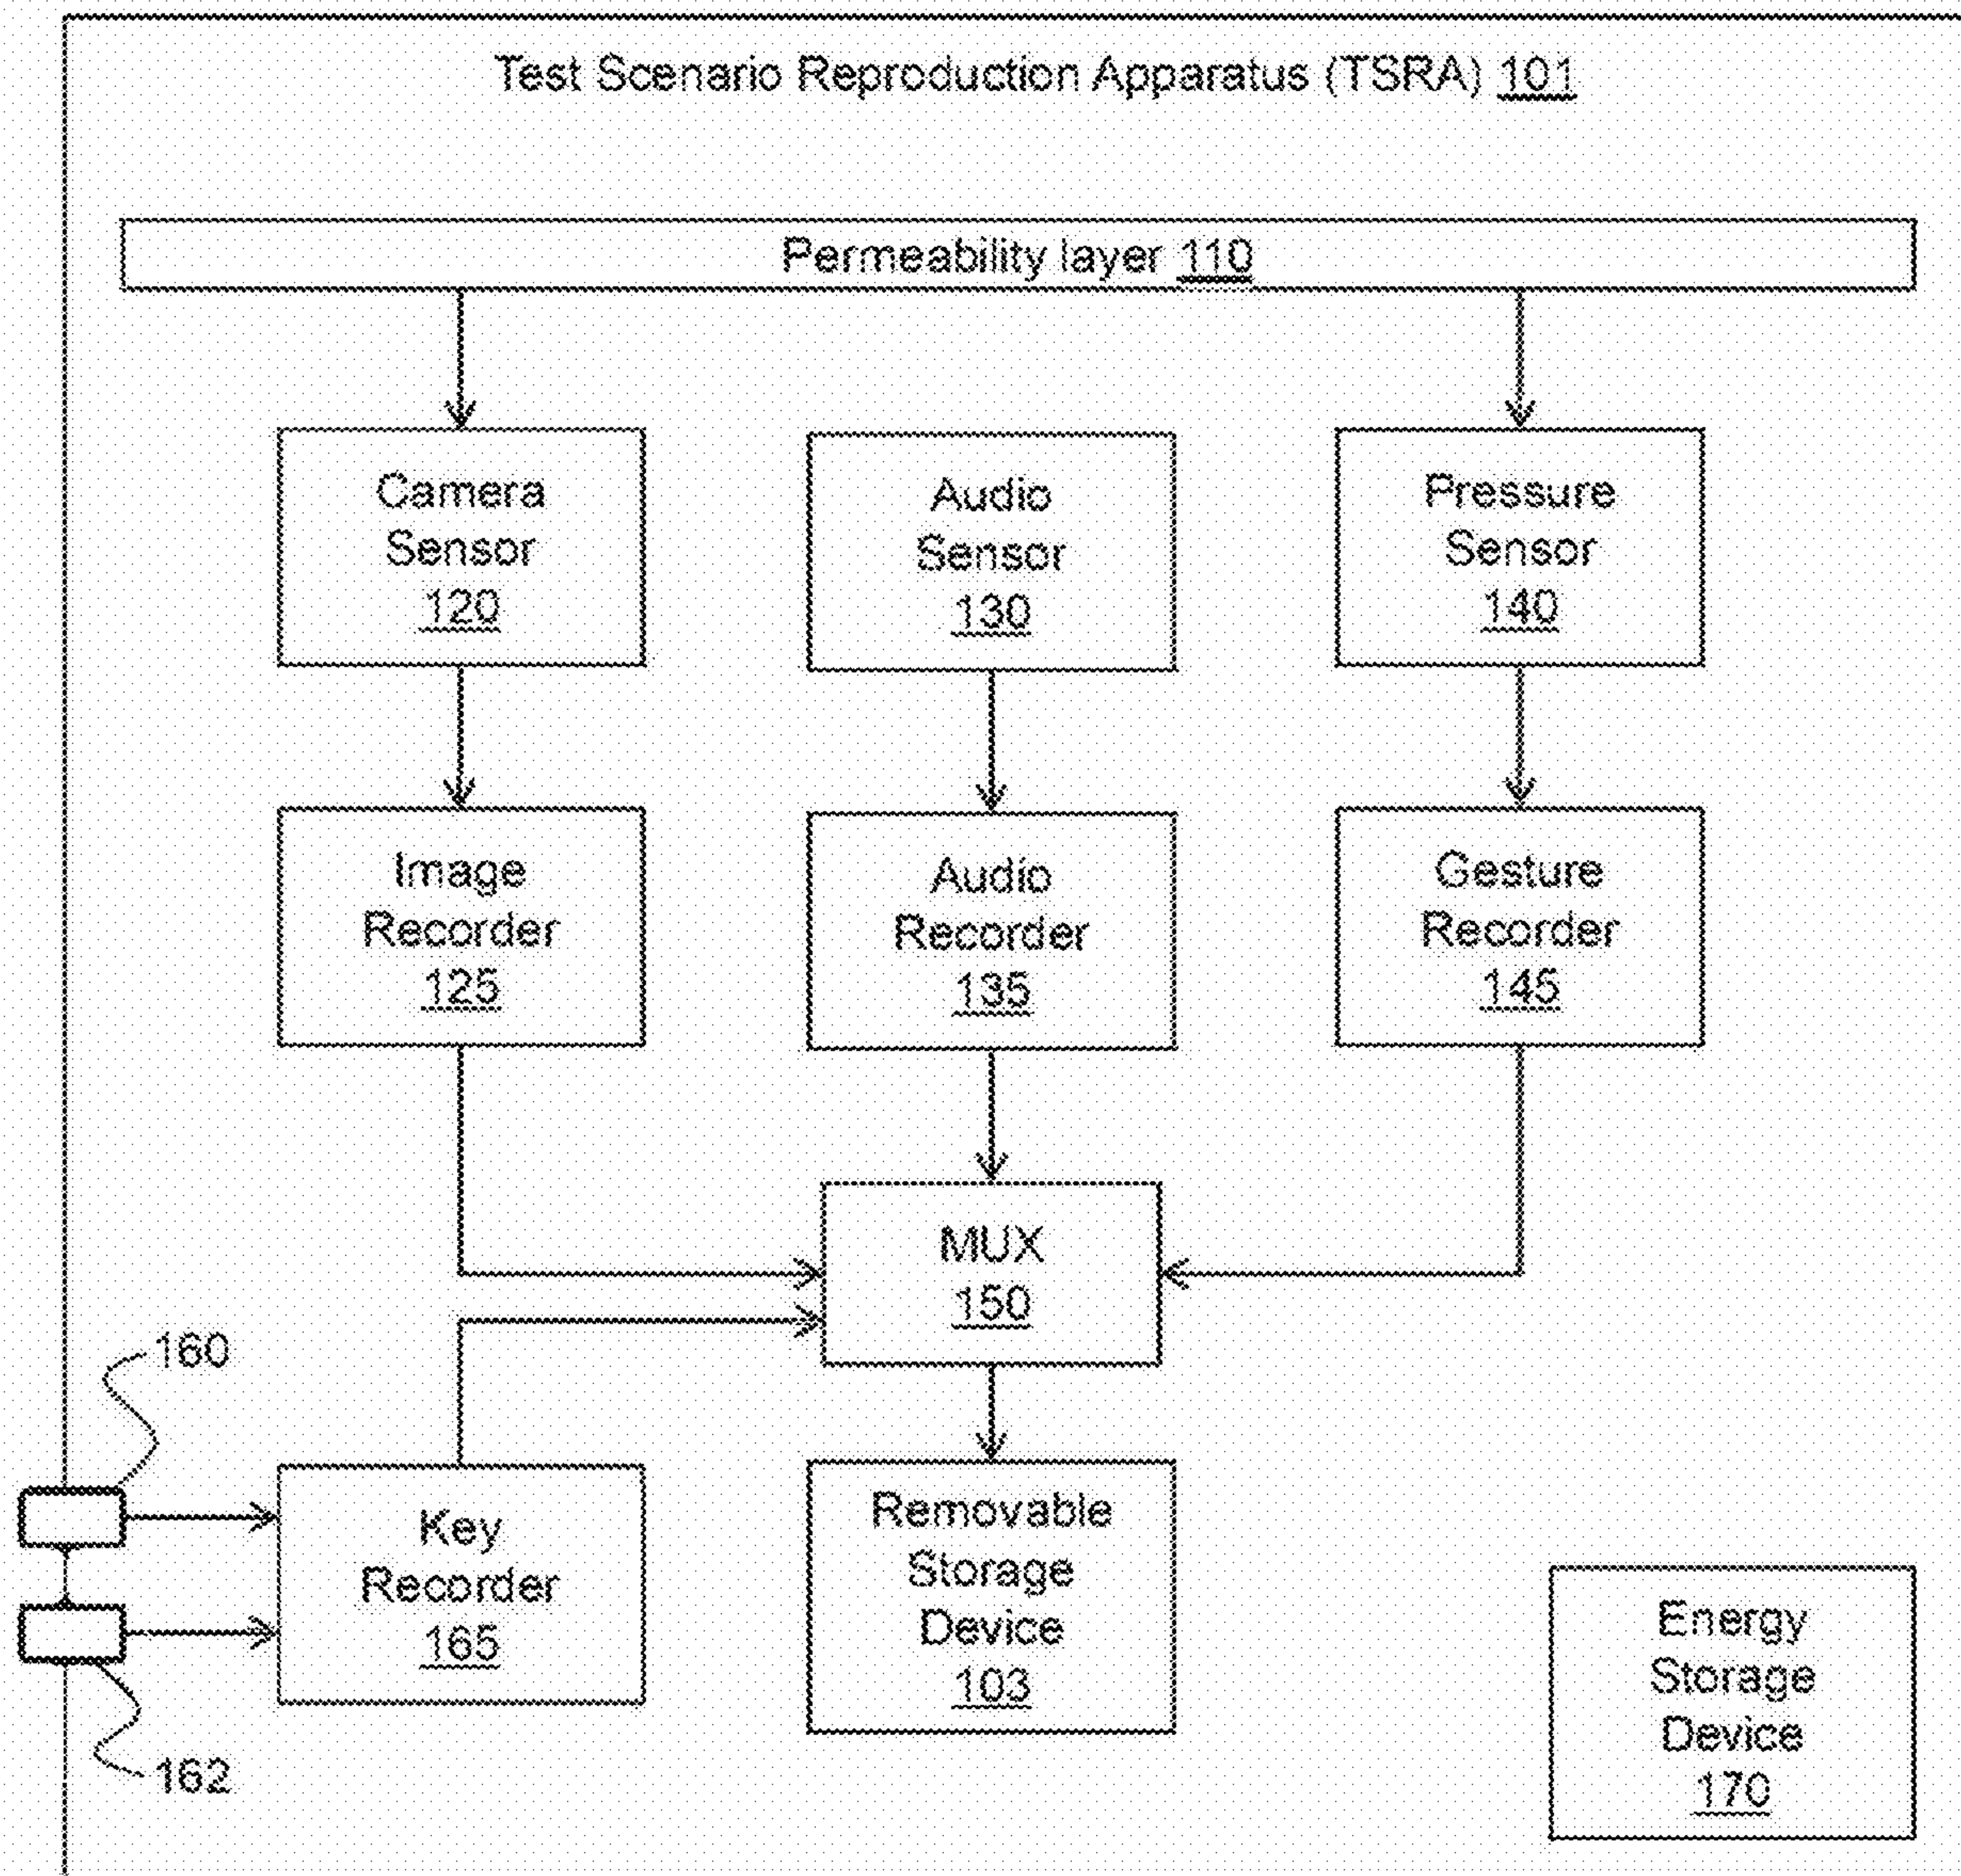 Test Scenario Reproduction Apparatus (TSRA) 101
Permeability layer 110
Camera
Sensor
120
Audio
Sensor
130
Pressure
Sensor
140
Image
Recorder
125
Audio
Recorder
135
Gesture
Recorder
145
MUX
150
160
Key
Recorder
165
162
Removable
Storage
Device
103
Energy
Storage
Device
170